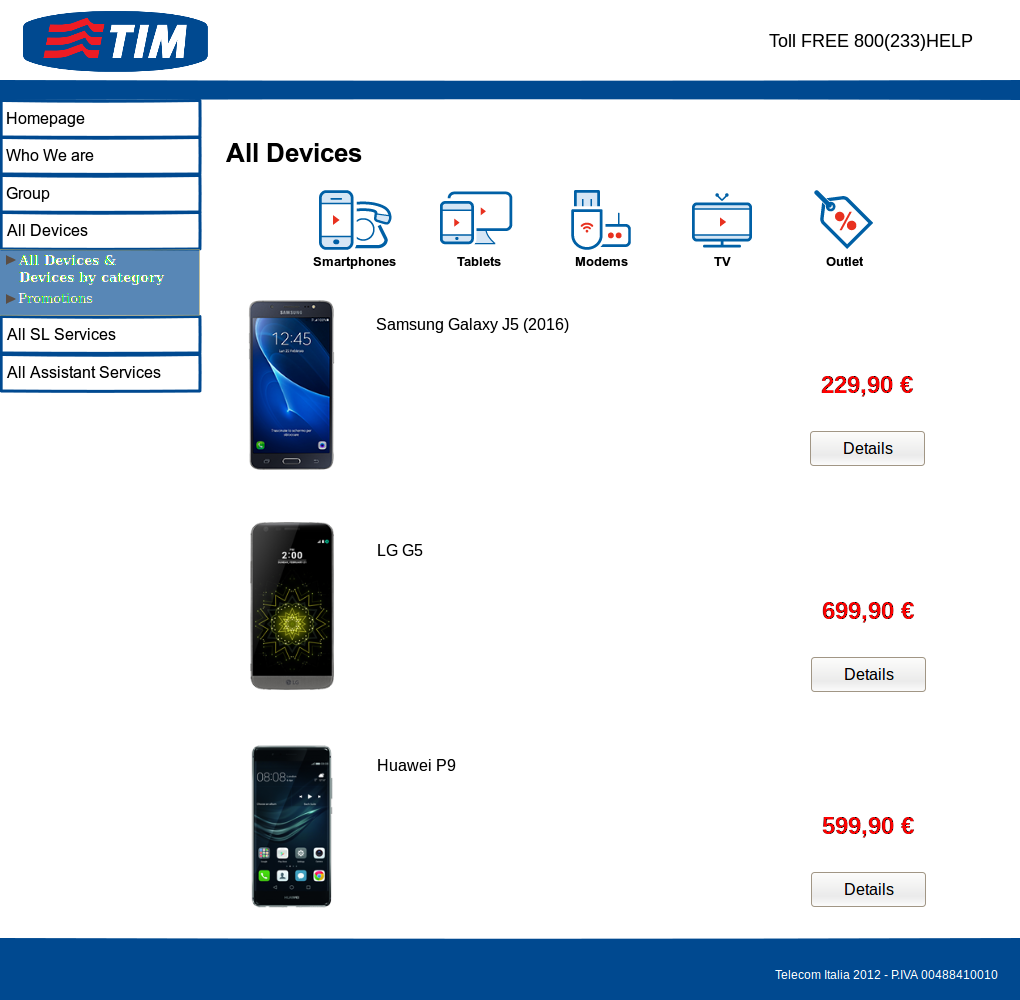 TIM
Toll FREE 800(233)HELP
Homepage
Who We are
Group
All Devices
All Devices &
Devices by category
Promotions
All SL Services
All Assistant Services
All Devices
Smartphones
Tablets
Modems
TV
Outlet
SAMSUNG
12:45
Samsung Galaxy J5 (2016)
229,90 €
Details
2:00
LG
LG G5
699,90 €
Details
08:08
HUAWEI
Huawei P9
599,90 €
Details
Telecom Italia 2012 - P.IVA 00488410010